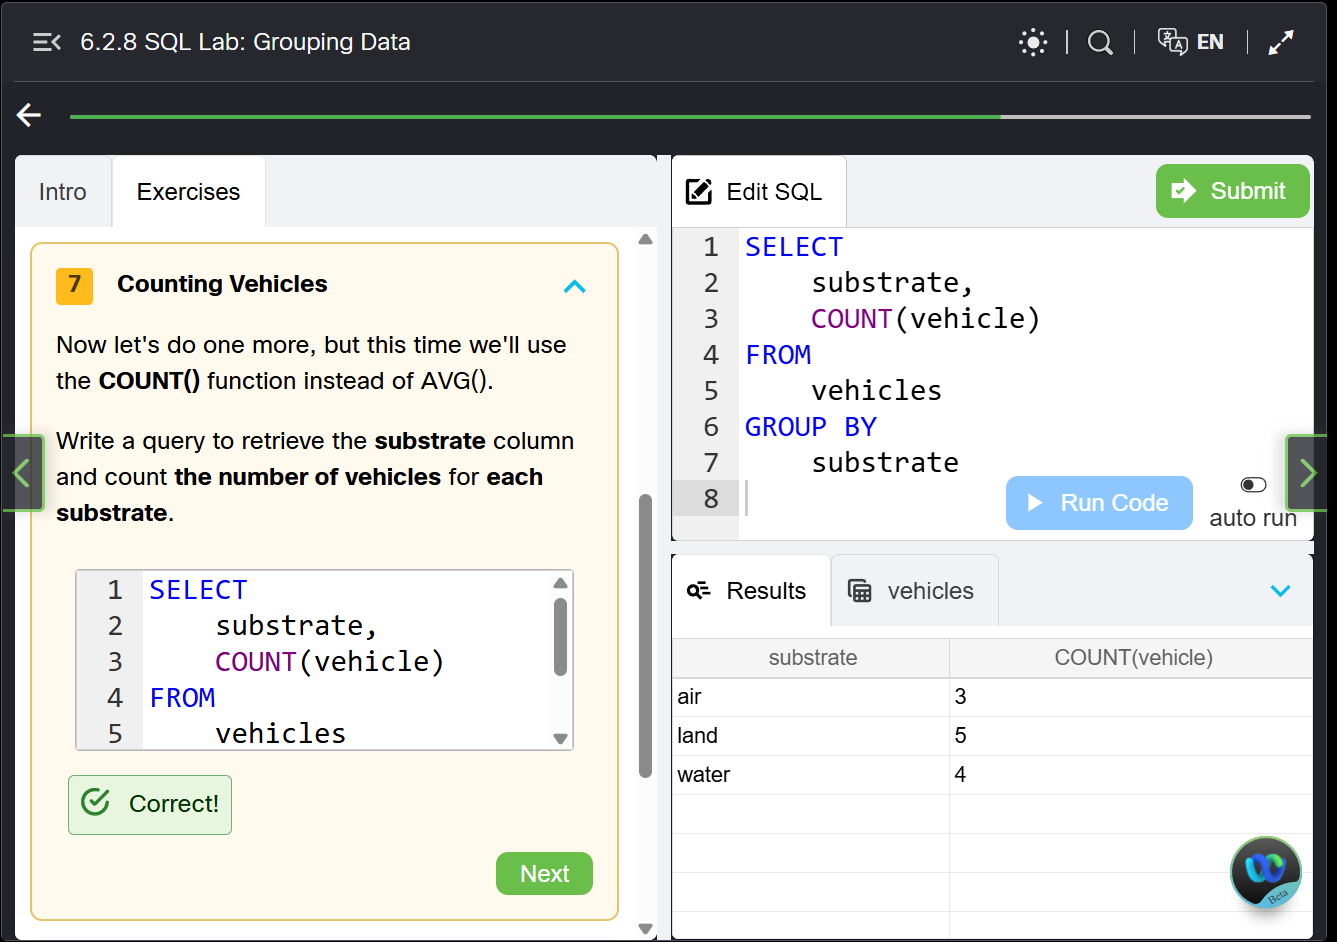 6.2.8 SQL Lab: Grouping Data
EN
Intro
Exercises
7
Counting Vehicles
Now let's do one more, but this time we'll use
the COUNT() function instead of AVG().
Write a query to retrieve the substrate column
and count the number of vehicles for each
substrate.
1 SELECT
2 substrate,
3 COUNT(vehicle)
4 FROM
5 vehicles
Correct!
Next
Edit SQL
Submit
1 SELECT
2 substrate,
3 COUNT(vehicle)
4 FROM
5 vehicles
6 GROUP BY
7 substrate
8
Run Code
auto run
Results
vehicles
substrate COUNT(vehicle)
air 3
land 5
water 4
Beta